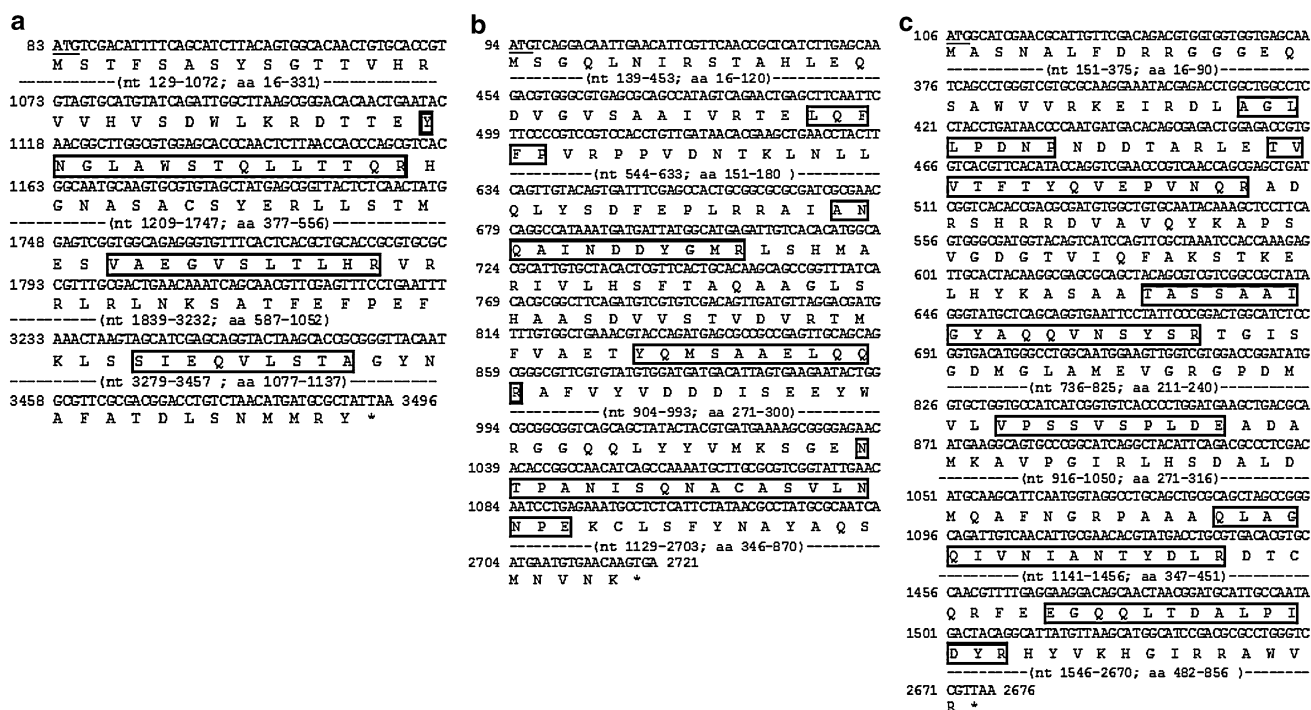 a
83 ATGTCGACATTTTCAGCATCTTACAGTGGCACAACTGTGCACCGT
M S T F S A S Y S G T T V H R
----------(nt 129-1072; aa 16-331)----------
1073 GTAGTGCATGTATCAGATTGGCTTAAGCGGGACACAACTGAATAC
V V H V S D W L K R D T T E Y
1118 AACGGCTTGGCGTGGAGCACCCAACTCTTAACCACCCAGCGTCAC
N G L A W S T Q L L T T Q R H
1163 GGCAATGCAAGTGCGTGTAGCTATGAGCGGTTACTCTCAACTATG
G N A S A C S Y E R L L S T M
----------(nt 1209-1747; aa 377-556)----------
1748 GAGTCGGTGGCAGAGGGTGTTTCACTCACGCTGCACCGCGTGCGC
E S V A E G V S L T L H R V R
1793 CGTTTGCGACTGAACAAATCAGCAACGTTCGAGTTTCCTGAATTT
R L R L N K S A T F E F P E F
----------(nt 1839-3232; aa 587-1052)----------
3233 AAACTAAGTAGCATCGAGCAGGTACTAAGCACCGCGGGTTACAAT
K L S S I E Q V L S T A G Y N
----------(nt 3279-3457 ; aa 1077-1137)----------
3458 GCGTTCGCGACGGACCTGTCTAACATGATGCGCTATTAA 3496
A F A T D L S N M M R Y *
b
94 ATGTCAGGACAATTGAACATTCGTTCAACCGCTCATCTTGAGCAA
M S G Q L N I R S T A H L E Q
----------(nt 139-453; aa 16-120)----------
454 GACGTGGGCGTGAGCGCAGCCATAGTCAGAACTGAGCTTCAATTC
D V G V S A A I V R T E L Q F
499 TTCCCCGTCCGTCCACCTGTTGATAACACGAAGCTGAACCTACTT
F P V R P P V D N T K L N L L
----------(nt 544-633; aa 151-180)----------
634 CAGTTGTACAGTGATTTCGAGCCACTGCGGCGCGCGATCGCGAAC
Q L Y S D F E P L R R A I A N
679 CAGGCCATAAATGATGATTATGGCATGAGATTGTCACACATGGCA
Q A I N D D Y G M R L S H M A
724 CGCATTGTGCTACACTCGTTCACTGCACAAGCAGCCGGTTTATCA
R I V L H S F T A Q A A G L S
769 CACGCGGCTTCAGATGTCGTGTCGACAGTTGATGTTAGGACGATG
H A A S D V V S T V D V R T M
814 TTTGTGGCTGAAACGTACCAGATGAGCGCCGCCGAGTTGCAGCAG
F V A E T Y Q M S A A E L Q Q
859 CGGGCGTTCGTGTATGTGGATGATGACATTAGTGAAGAATACTGG
R A F V Y V D D D I S E E Y W
----------(nt 904-993; aa 271-300)----------
994 CGCGGCGGTCAGCAGCTATACTACGTGATGAAAAGCGGGGAGAAC
R G G Q Q L Y Y V M K S G E N
1039 ACACCGGCCAACATCAGCCAAAATGCTTGCGCGTCGGTATTGAAC
T P A N I S Q N A C A S V L N
1084 AATCCTGAGAAATGCCTCTCATTCTATAACGCCTATGCGCAATCA
N P E K C L S F Y N A Y A Q S
----------(nt 1129-2703; aa 346-870)----------
2704 ATGAATGTGAACAAGTGA 2721
M N V N K *
c
106 ATGGCATCGAACGCATTGTTCGACAGACGTGGTGGTGGTGAGCAA
M A S N A L F D R R G G G E Q
----------(nt 151-375; aa 16-90)----------
376 TCAGCCTGGGTCGTGCGCAAGGAAATACGAGACCTGGCTGGCCTC
S A W V V R K E I R D L A G L
421 CTACCTGATAACCCCAATGATGACACAGCGAGACTGGAGACCGTG
L P D N P N D D T A R L E T V
466 GTCACGTTCACATACCAGGTCGAACCCGTCAACCAGCGAGCTGAT
V T F T Y Q V E P V N Q R A D
511 CGGTCACACCGACGCGATGTGGCTGTGCAATACAAAGCTCCTTCA
R S H R R D V A V Q Y K A P S
556 GTGGGCGATGGTACAGTCATCCAGTTCGCTAAATCCACCAAAGAG
V G D G T V I Q F A K S T K E
601 TTGCACTACAAGGCGAGCGCAGCTACAGCGTCGTCGGCCGCTATA
L H Y K A S A A T A S S A A I
646 GGGTATGCTCAGCAGGTGAATTCCTATTCCCGGACTGGCATCTCC
G Y A Q Q V N S Y S R T G I S
691 GGTGACATGGGCCTGGCAATGGAAGTTGGTCGTGGACCGGATATG
G D M G L A M E V G R G P D M
----------(nt 736-825; aa 211-240)----------
826 GTGCTGGTGCCATCATCGGTGTCACCCCTGGATGAAGCTGACGCA
V L V P S S V S P L D E A D A
871 ATGAAGGCAGTGCCCGGCATCAGGCTACATTCAGACGCCCTCGAC
M K A V P G I R L H S D A L D
----------(nt 916-1050; aa 271-316)----------
1051 ATGCAAGCATTCAATGGTAGGCCTGCAGCTGCGCAGCTAGCCGGG
M Q A F N G R P A A A Q L A G
1096 CAGATTGTCAACATTGCGAACACGTATGACCTGCGTGACACGTGC
Q I V N I A N T Y D L R D T C
----------(nt 1141-1456; aa 347-451)----------
1456 CAACGTTTTGAGGAAGGACAGCAACTAACGGATGCATTGCCAATA
Q R F E E G Q Q L T D A L P I
1501 GACTACAGGCATTATGTTAAGCATGGCATCCGACGCGCCTGGGTC
D Y R H Y V K H G I R R A W V
----------(nt 1546-2670; aa 482-856 )----------
2671 CGTTAA 2676
R *